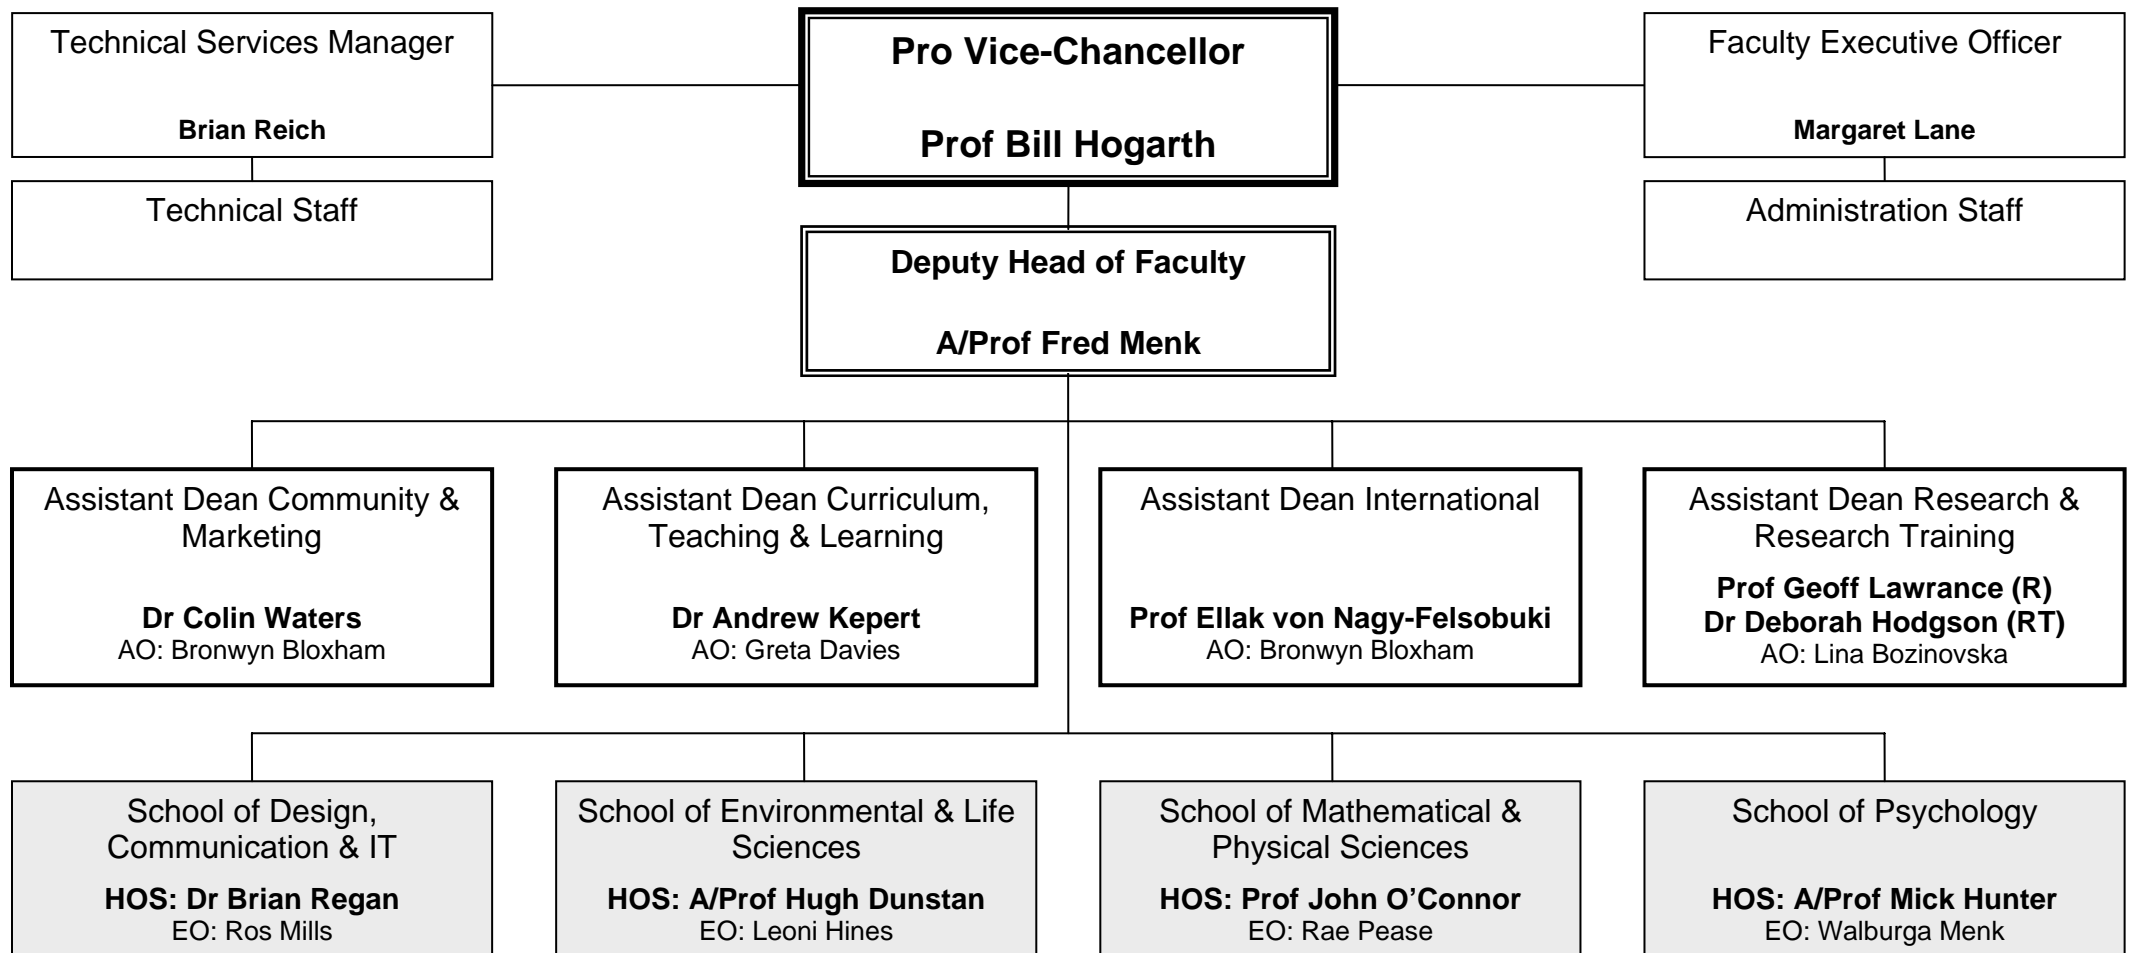 Technical Services Manager
Brian Reich
Technical Staff
Pro Vice-Chancellor
Prof Bill Hogarth
Faculty Executive Officer
Margaret Lane
Administration Staff
Deputy Head of Faculty
A/Prof Fred Menk
Assistant Dean Community &
Marketing
Dr Colin Waters
AO: Bronwyn Bloxham
Assistant Dean Curriculum,
Teaching & Learning
Dr Andrew Kepert
AO: Greta Davies
Assistant Dean International
Prof Ellak von Nagy-Felsobuki
AO: Bronwyn Bloxham
Assistant Dean Research &
Research Training
Prof Geoff Lawrance (R)
Dr Deborah Hodgson (RT)
AO: Lina Bozinovska
School of Design,
Communication & IT
HOS: Dr Brian Regan
EO: Ros Mills
School of Environmental & Life
Sciences
HOS: A/Prof Hugh Dunstan
EO: Leoni Hines
School of Mathematical &
Physical Sciences
HOS: Prof John O’Connor
EO: Rae Pease
School of Psychology
HOS: A/Prof Mick Hunter
EO: Walburga Menk